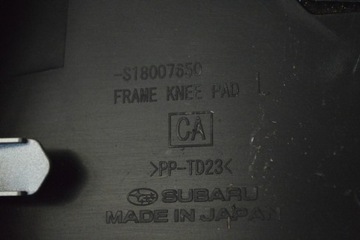 -S18007650
FRAME KNEE PAD L
CA
>PP-TD23<
SUBARU
MADE IN JAPAN